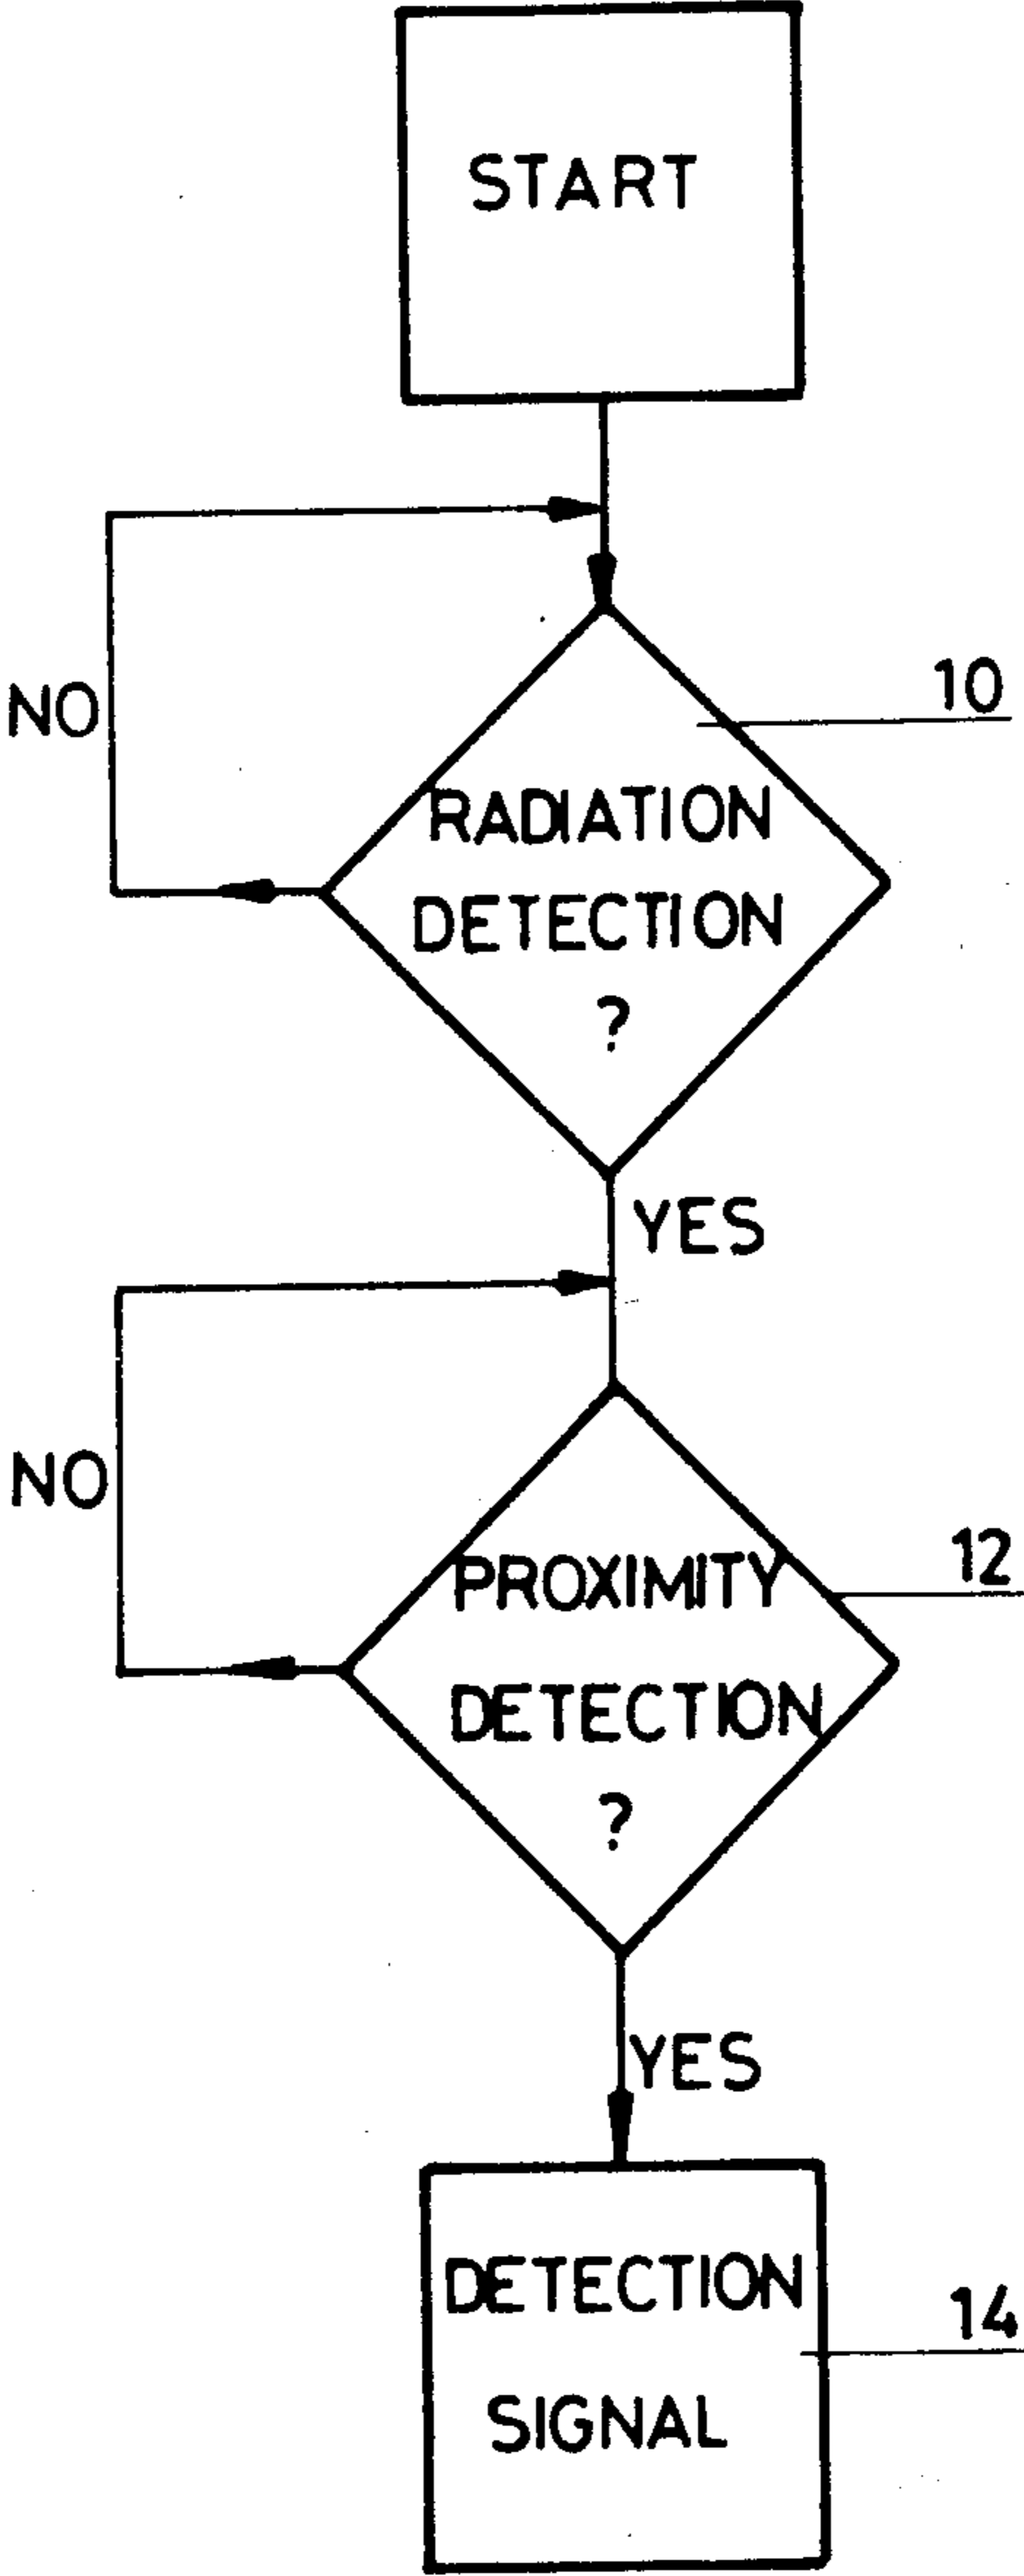 START
NO
10
RADIATION
DETECTION
?
YES
NO
12
PROXIMITY
DETECTION
?
YES
DETECTION
14
SIGNAL